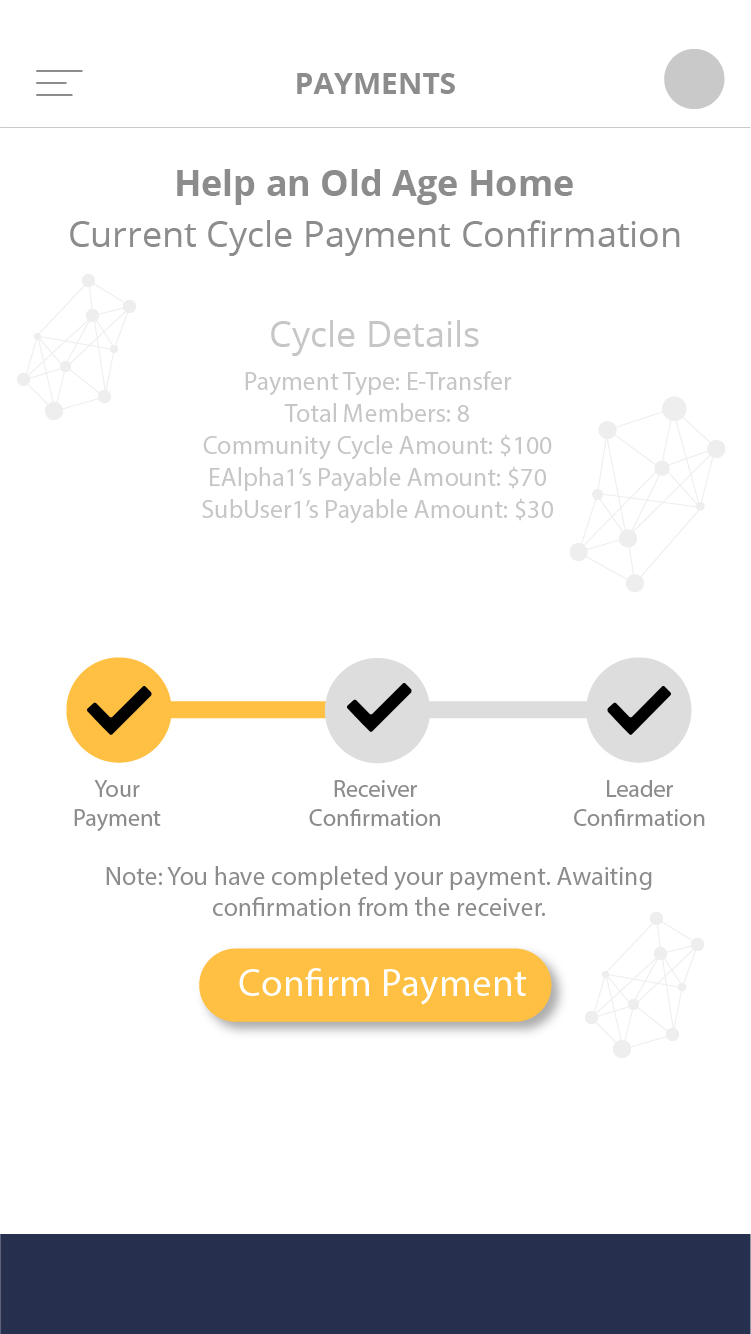 PAYMENTS
Help an Old Age Home
Current Cycle Payment Confirmation
Cycle Details
Payment Type: E-Transfer
Total Members: 8
Community Cycle Amount: $100
EAlpha1’s Payable Amount: $70
SubUser1’s Payable Amount: $30
Your
Payment
Receiver
Confirmation
Leader
Confirmation
Note: You have completed your payment. Awaiting
confirmation from the receiver.
Confirm Payment